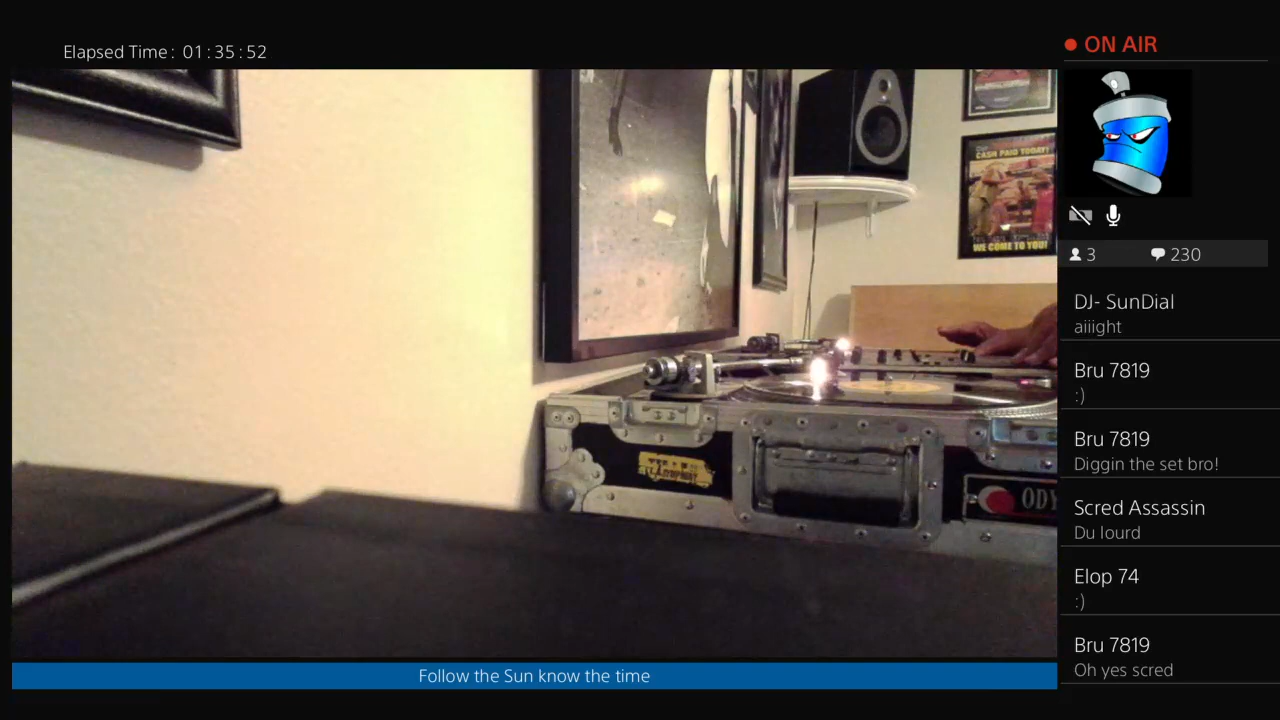 Elapsed Time: 01:35:52
ON AIR
CASH PAID TODAY!
WE COME TO YOU!
3
230
DJ- SunDial
aiiight
Bru 7819
:)
Bru 7819
Diggin the set bro!
Scred Assassin
Du lourd
Elop 74
:)
Bru 7819
Oh yes scred
ODY
Follow the Sun know the time